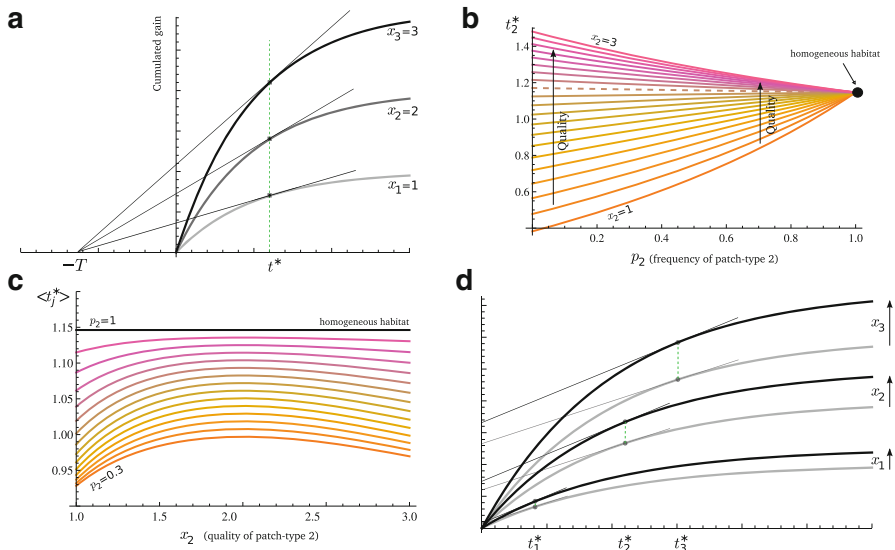 a
Cumulated gain
x3=3
x2=2
x1=1
−T
t*
b
t2*
x2=3
homogeneous habitat
1.4
1.2
1.0
0.8
0.6
Quality
Quality
x2=1
0.2 0.4 0.6 0.8 1.0
p2 (frequency of patch-type 2)
c
<tj*>
p2=1
homogeneous habitat
1.15
1.10
1.05
1.00
0.95
p2=0.3
1.0 1.5 2.0 2.5 3.0
x2 (quality of patch-type 2)
d
x3
x2
x1
t1* t2* t3*